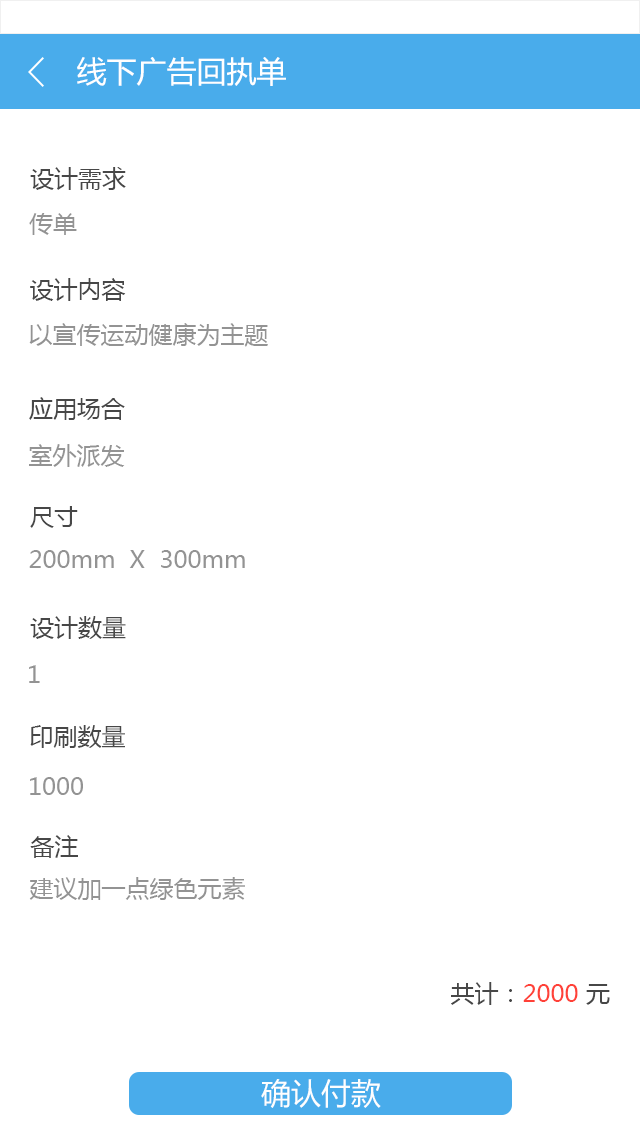 线下广告回执单
设计需求
传单
设计内容
以宣传运动健康为主题
应用场合
室外派发
尺寸
200mm X 300mm
设计数量
1
印刷数量
1000
备注
建议加一点绿色元素
共计：2000 元
确认付款